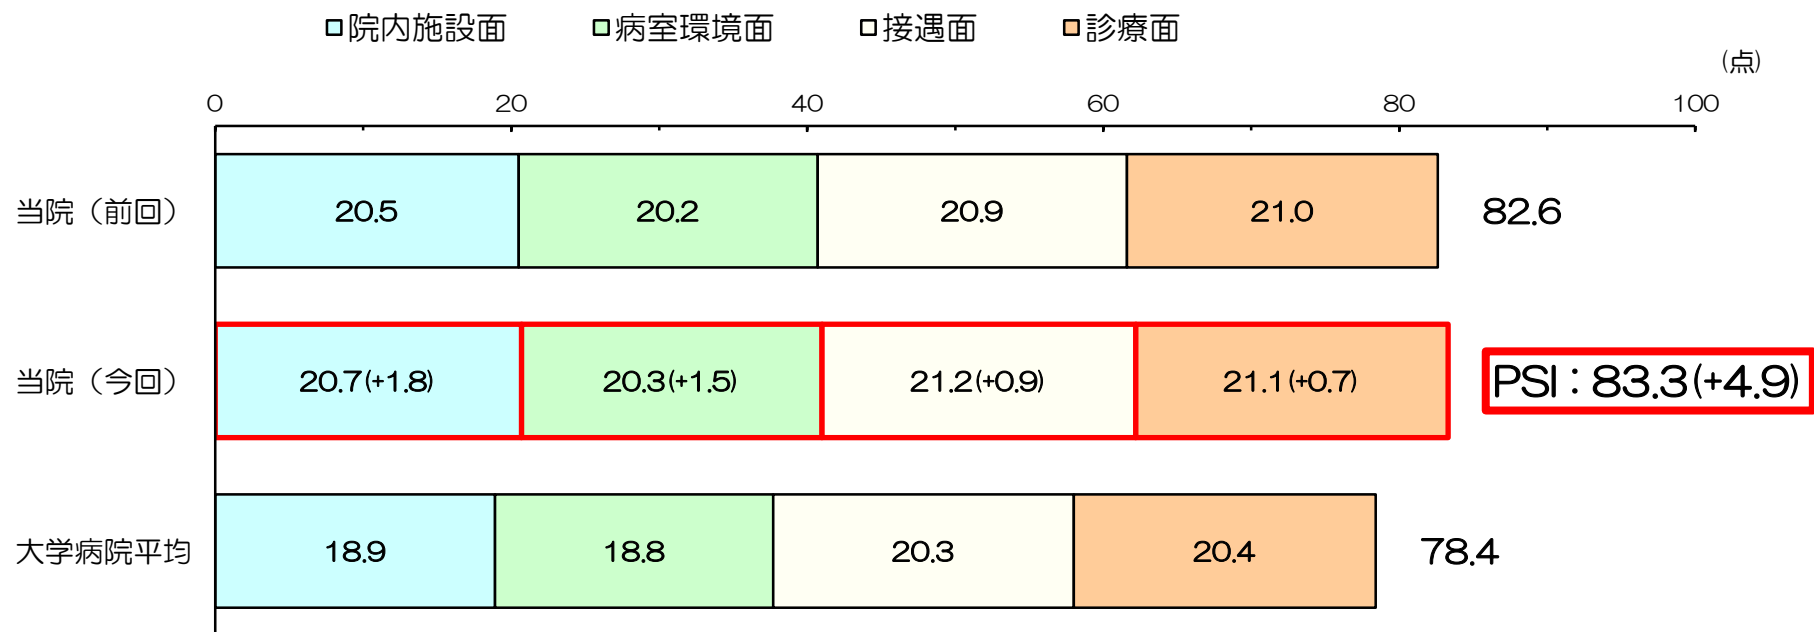 院内施設面 病室環境面 接遇面 診療面
(点)
0 20 40 60 80 100
当院（前回） 20.5 20.2 20.9 21.0 82.6
当院（今回） 20.7(+1.8) 20.3(+1.5) 21.2(+0.9) 21.1(+0.7) PSI：83.3(+4.9)
大学病院平均 18.9 18.8 20.3 20.4 78.4